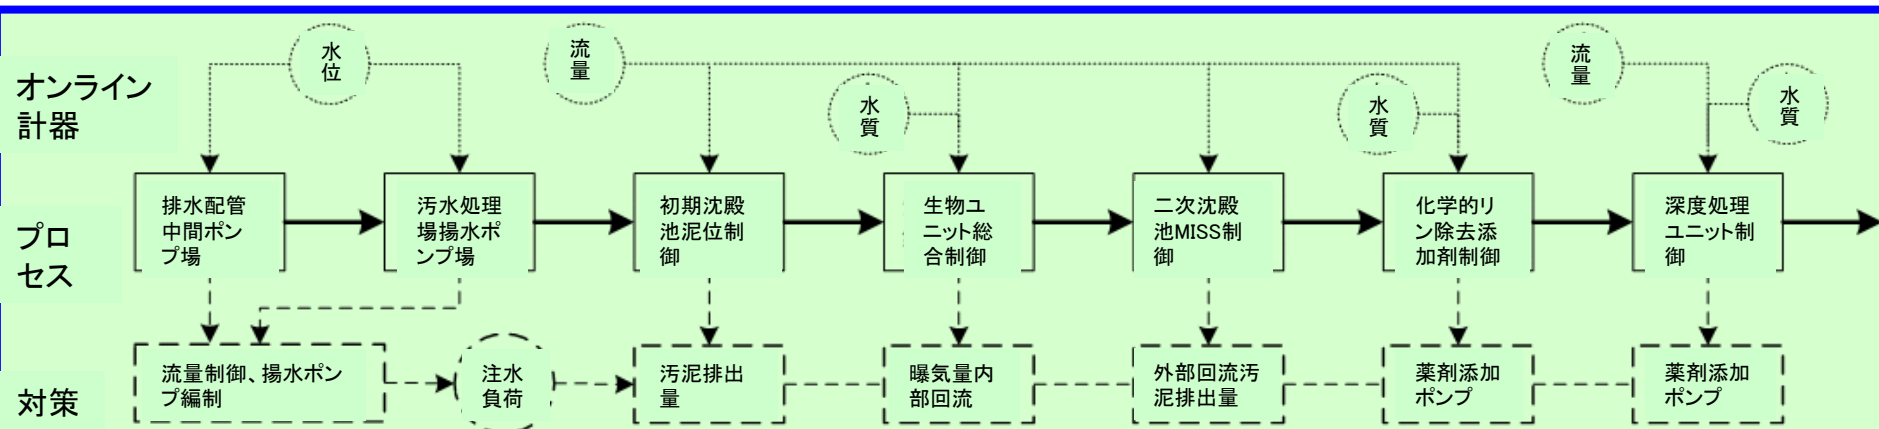 オンライン
計器
水
位
流
量
水
質
水
質
流
量
水
質
プロ
セス
排水配管
中間ポン
プ場
汚水処理
場揚水ポ
ンプ場
初期沈殿
池泥位制
御
生物ユ
ニット総
合制御
二次沈殿
池MISS制
御
化学的リ
ン除去添
加剤制御
深度処理
ユニット制
御
対策
流量制御、揚水ポン
プ編制
注水
負荷
汚泥排出
量
曝気量内
部回流
外部回流汚
泥排出量
薬剤添加
ポンプ
薬剤添加
ポンプ